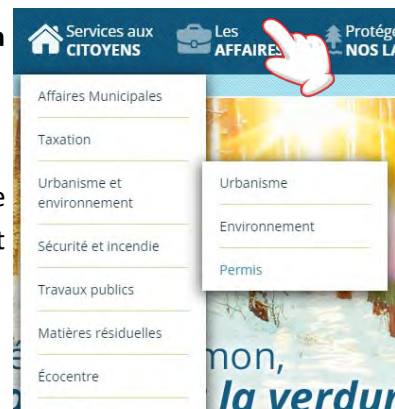 Services aux
CITOYENS
Les
AFFAIRES
Protég
NOS LA
Affaires Municipales
Taxation
Urbanisme et
environnement
Sécurité et incendie
Travaux publics
Matières résiduelles
Écocentre
Urbanisme
Environnement
Permis
mon,
la verdur